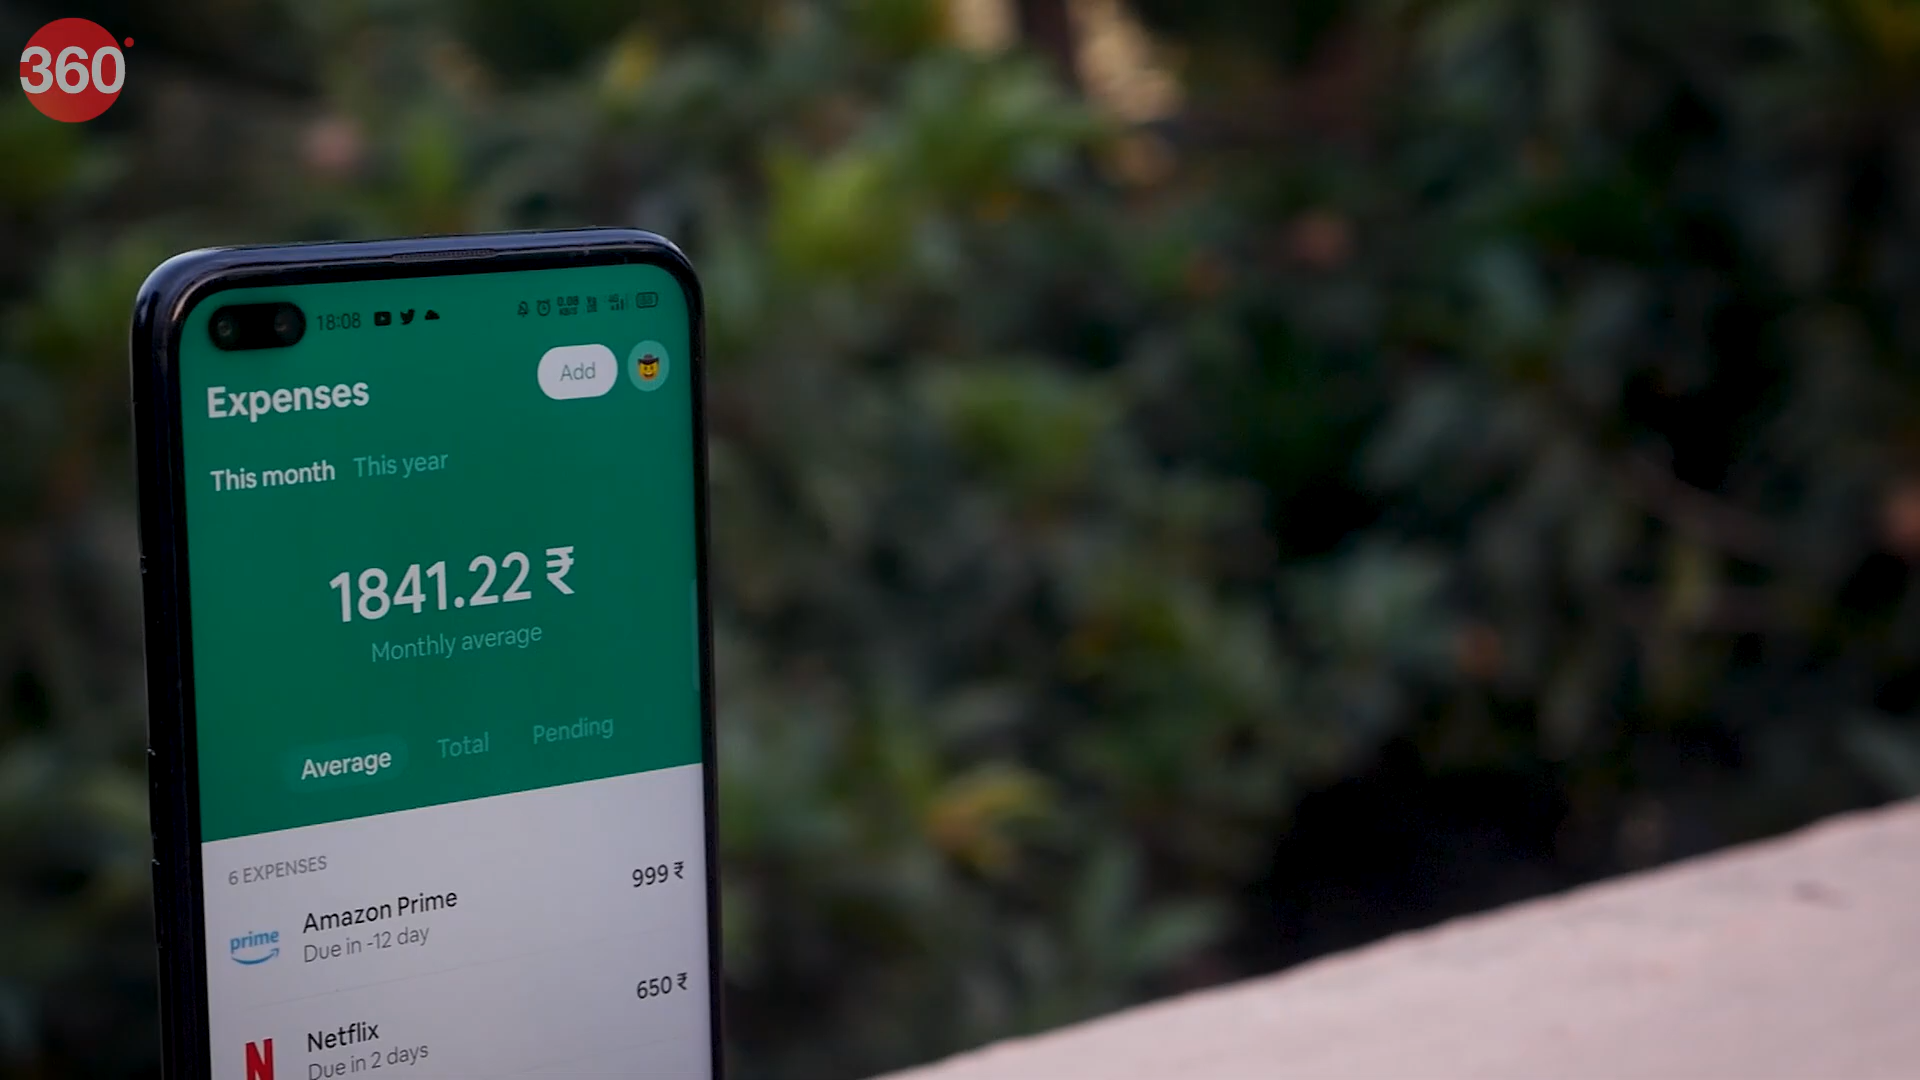 360
18:08
Expenses
Add
This month This year
1841.22 ₹
Monthly average
Average Total Pending
6 EXPENSES
prime
Amazon Prime
999 ₹
Due in -12 day
N
Netflix
650 ₹
Due in 2 days